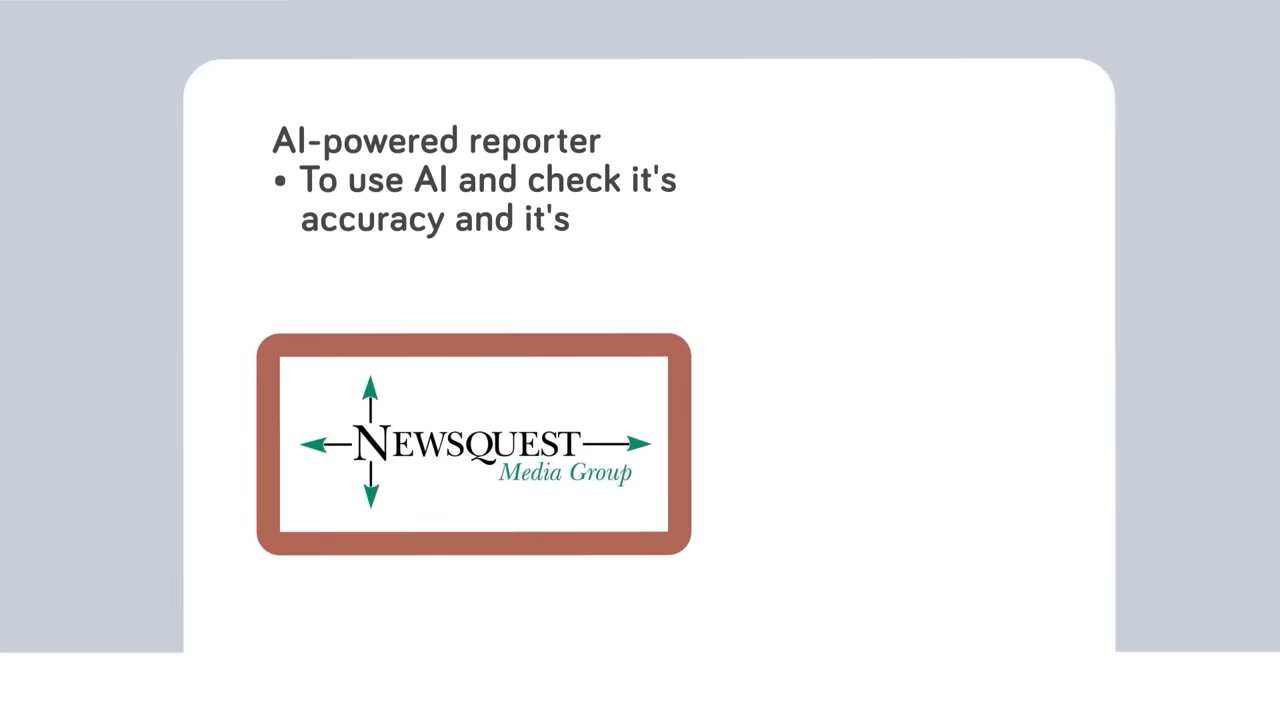 AI-powered reporter
• To use AI and check it's
accuracy and it's
NEWSQUEST
Media Group